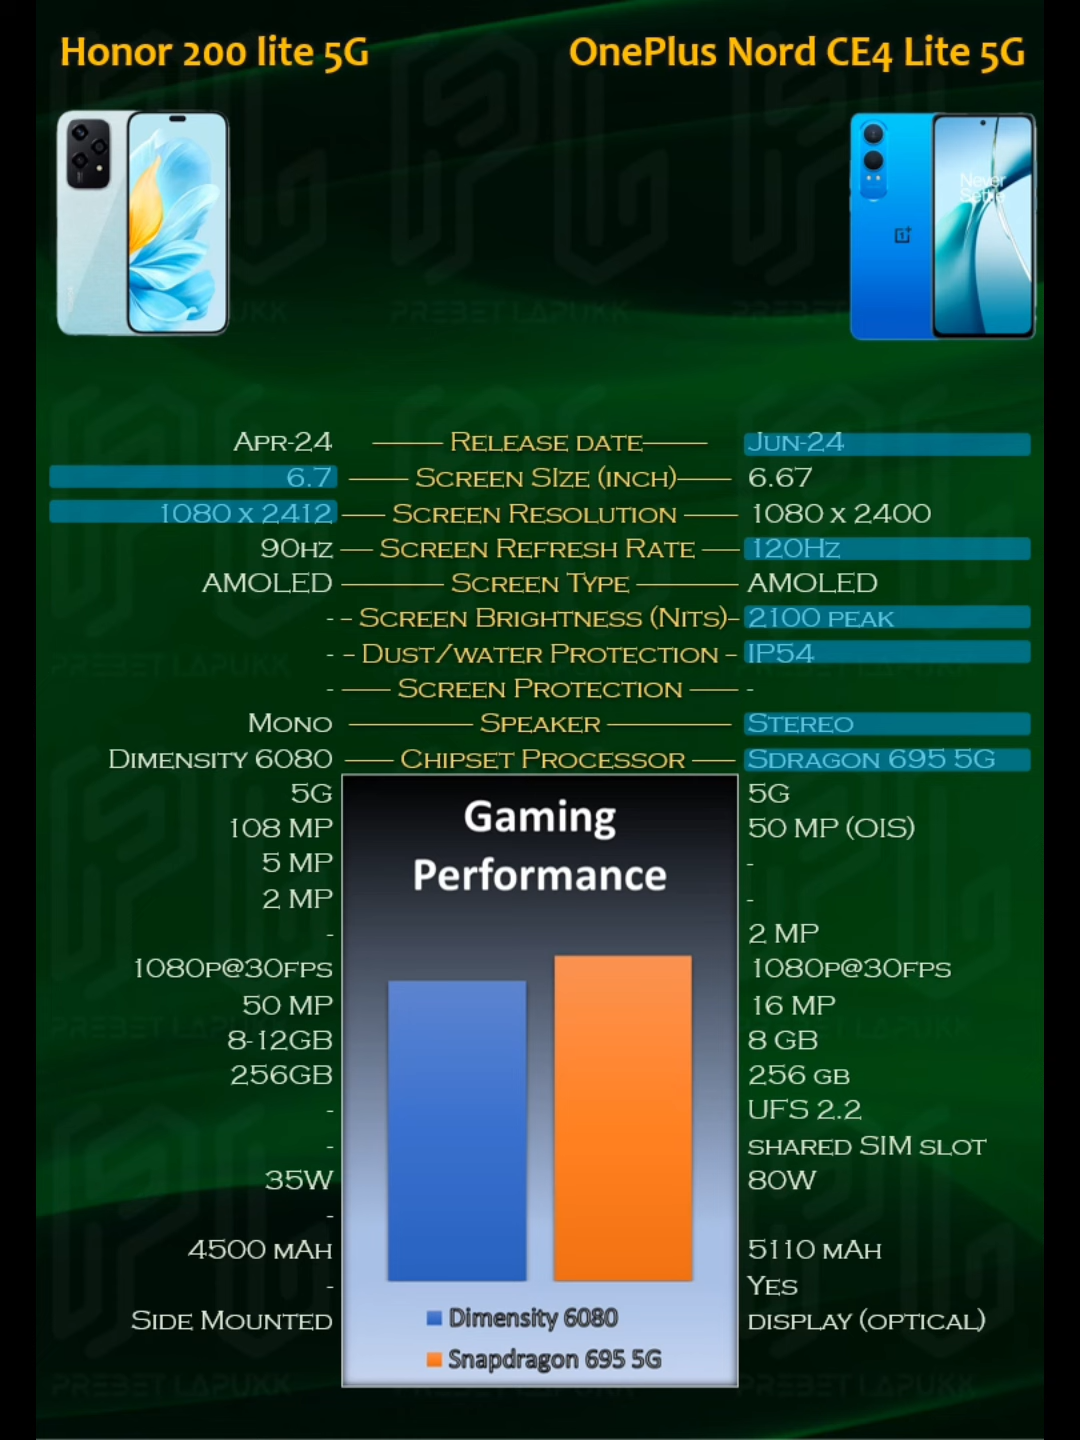 Honor 200 lite 5G
OnePlus Nord CE4 Lite 5G
Never
Settle
PREBET LAPUKK
Apr-24 Release date Jun-24
6.7 Screen SIze (inch) 6.67
1080 x 2412 Screen Resolution 1080 x 2400
90Hz Screen Refresh Rate 120Hz
AMOLED Screen Type AMOLED
- Screen Brightness (Nits) 2100 peak
- Dust/water Protection IP54
- Screen Protection -
Mono Speaker Stereo
Dimensity 6080 Chipset Processor Sdragon 695 5G
5G 5G
108 MP 50 MP (OIS)
5 MP -
2 MP -
- 2 MP
1080p@30fps 1080p@30fps
50 MP 16 MP
8-12GB 8 GB
256GB 256 gb
- UFS 2.2
- shared SIM slot
35W 80W
-
4500 mAh 5110 mAh
- Yes
Side Mounted display (optical)
Gaming
Performance
Dimensity 6080
Snapdragon 695 5G